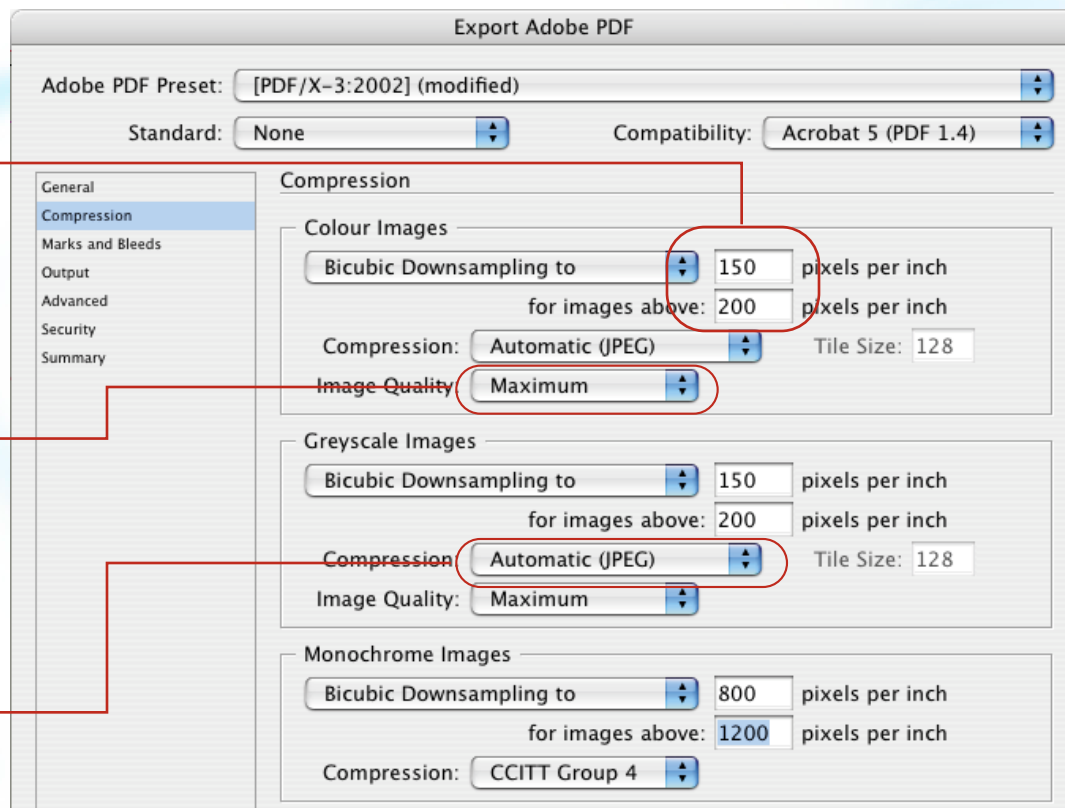 Export Adobe PDF
Adobe PDF Preset: [PDF/X-3:2002] (modified)
Standard: None Compatibility: Acrobat 5 (PDF 1.4)
General
Compression
Marks and Bleeds
Output
Advanced
Security
Summary
Compression
Colour Images
Bicubic Downsampling to 150 pixels per inch
for images above: 200 pixels per inch
Compression: Automatic (JPEG) Tile Size: 128
Image Quality: Maximum
Greyscale Images
Bicubic Downsampling to 150 pixels per inch
for images above: 200 pixels per inch
Compression: Automatic (JPEG) Tile Size: 128
Image Quality: Maximum
Monochrome Images
Bicubic Downsampling to 800 pixels per inch
for images above: 1200 pixels per inch
Compression: CCITT Group 4